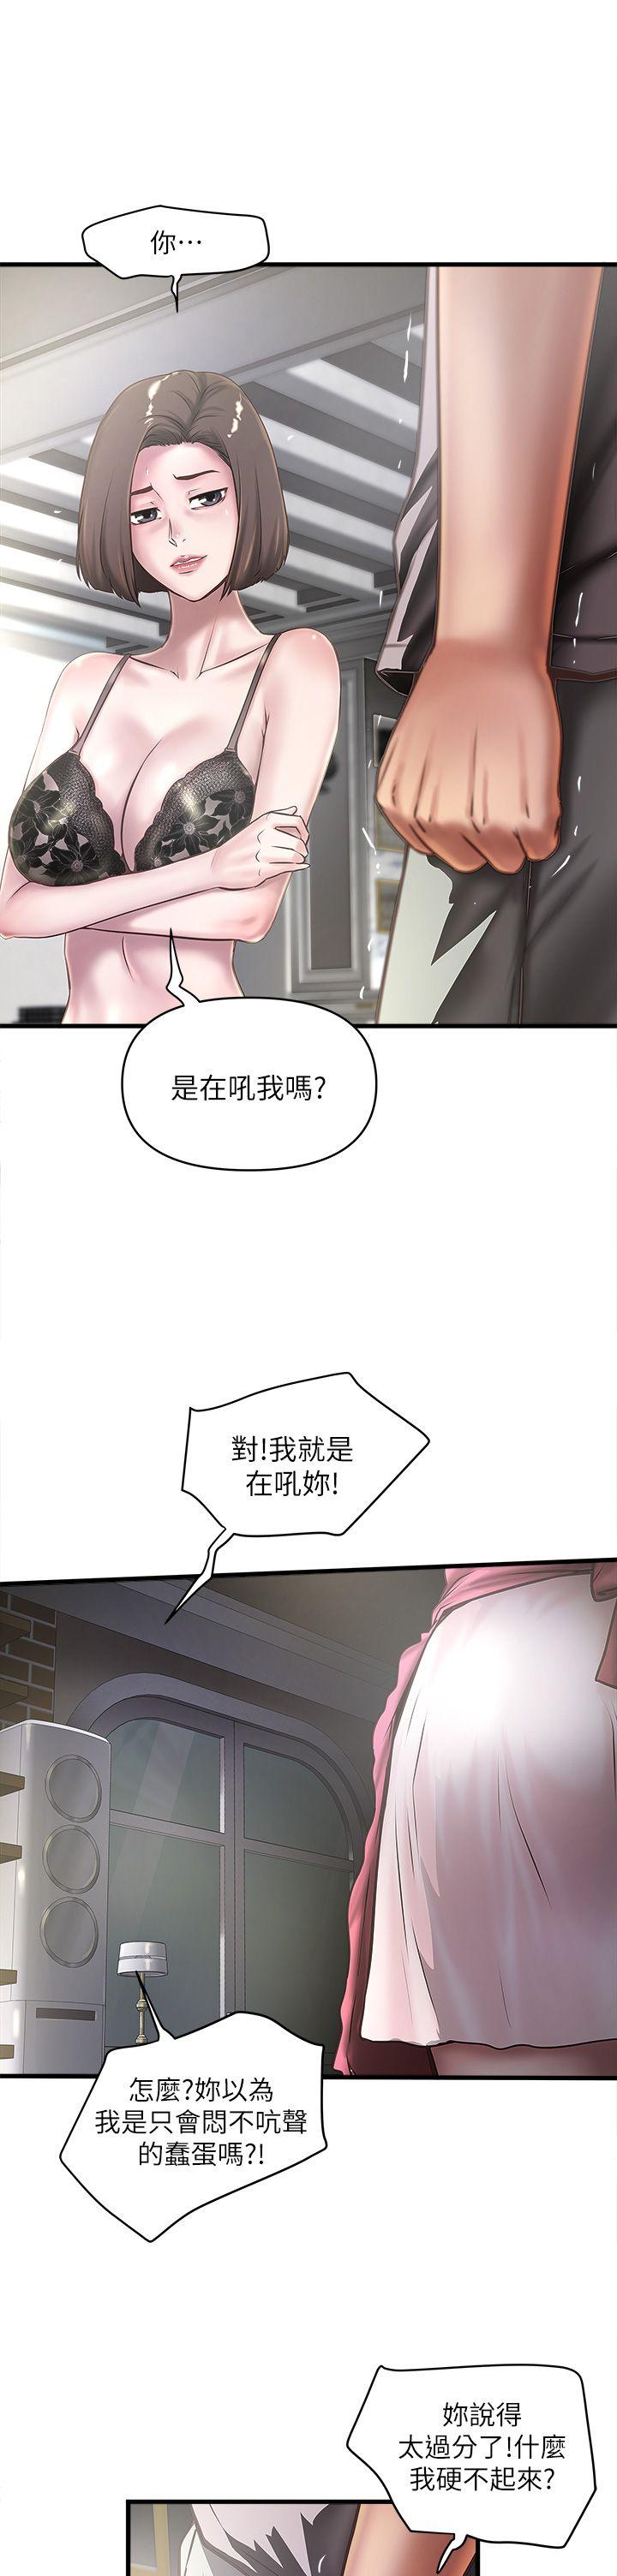 你…
是在吼我嗎?
對!我就是
在吼妳!
怎麼?妳以為
我是只會悶不吭聲
的蠢蛋嗎?!
妳說得
太過分了!什麼
我硬不起來?